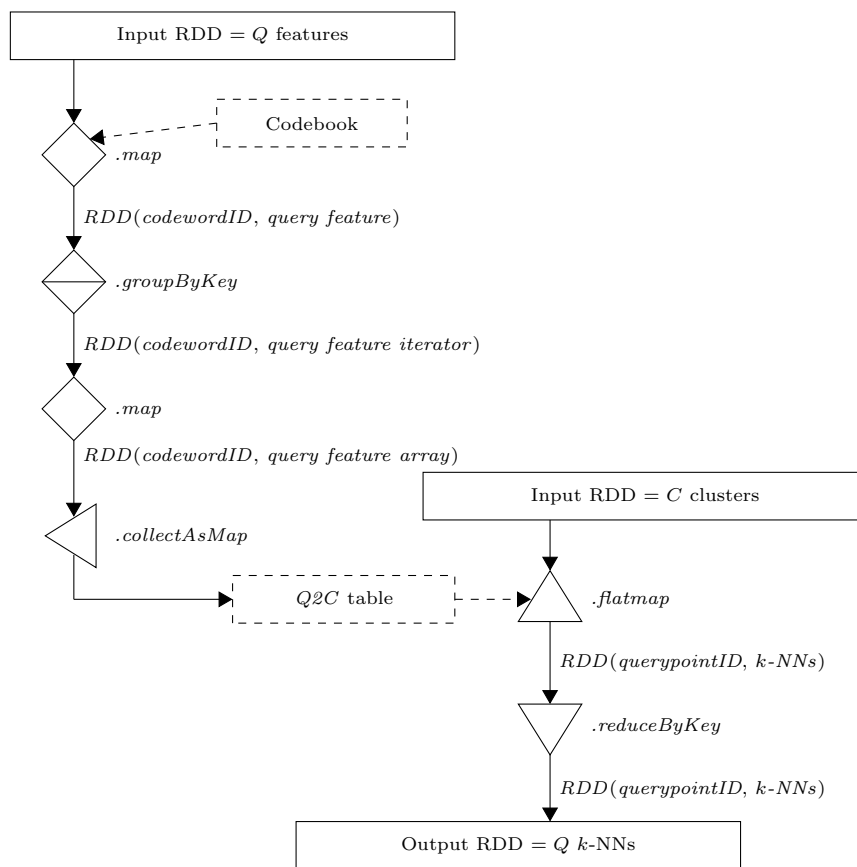 Input RDD = Q features
Codebook
.map
RDD(codewordID, query feature)
.groupByKey
RDD(codewordID, query feature iterator)
.map
RDD(codewordID, query feature array)
Input RDD = C clusters
.collectAsMap
Q2C table
.flatmap
RDD(querypointID, k-NNs)
.reduceByKey
RDD(querypointID, k-NNs)
Output RDD = Q k-NNs